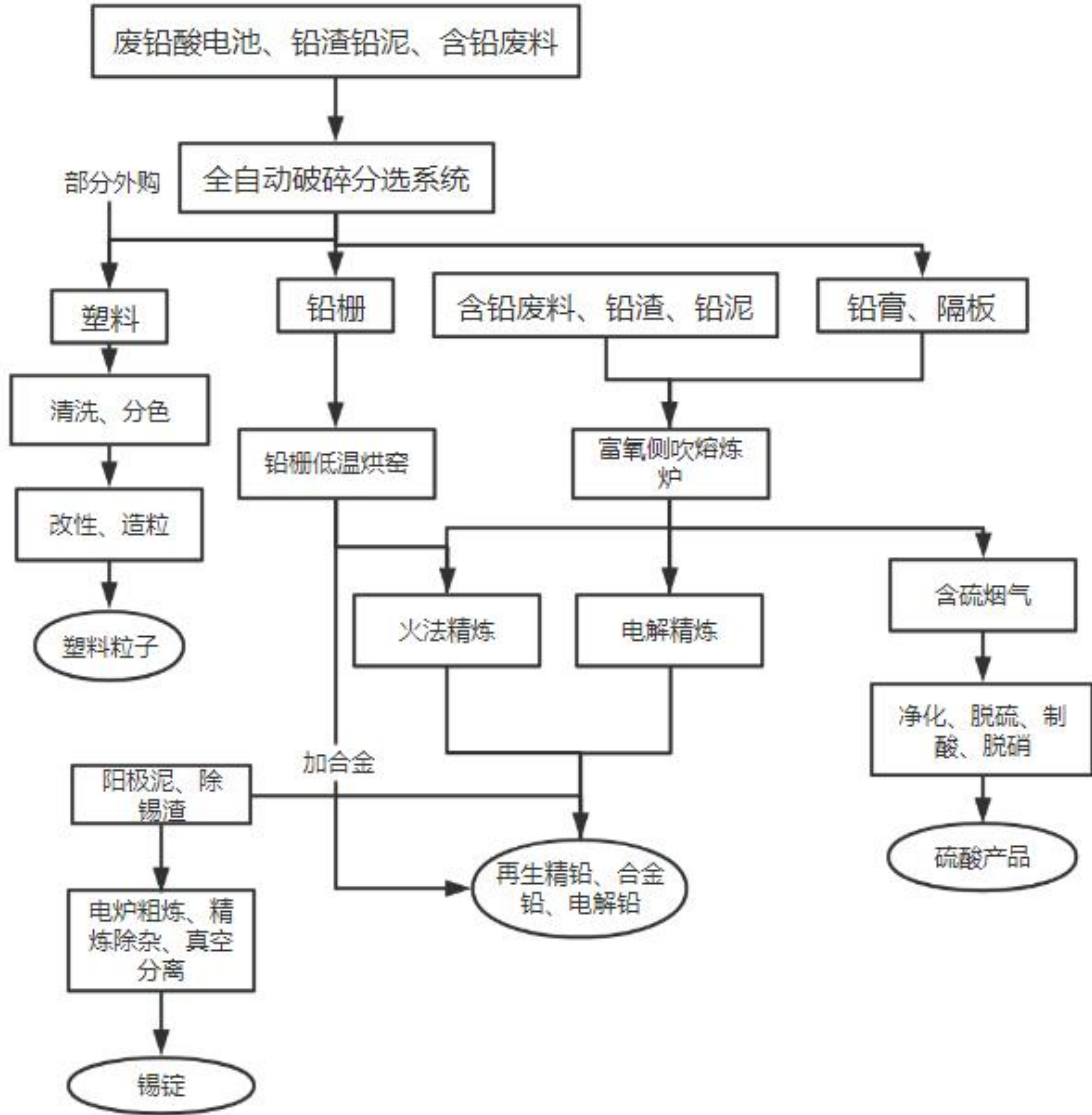 废铅酸电池、铅渣铅泥、含铅废料
部分外购
全自动破碎分选系统
塑料
铅栅
含铅废料、铅渣、铅泥
铅膏、隔板
清洗、分色
铅栅低温烘窑
富氧侧吹熔炼
炉
改性、造粒
火法精炼
电解精炼
含硫烟气
塑料粒子
净化、脱硫、制
酸、脱硝
加合金
阳极泥、除
锡渣
再生精铅、合金
铅、电解铅
硫酸产品
电炉粗炼、精
炼除杂、真空
分离
锡锭